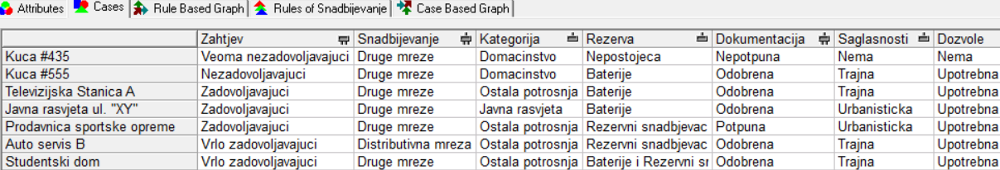 Attributes Cases Rule Based Graph Rules of Snadbijevanje Case Based Graph
Zahtjev Snadbijevanje Kategorija Rezerva Dokumentacija Saglasnosti Dozvole
Kuca #435 Veoma nezadovoljavajuci Druge mreze Domacinstvo Nepostojeca Nepotpuna Nema Nema
Kuca #555 Nezadovoljavajuci Druge mreze Domacinstvo Baterije Odobrena Trajna Upotrebna
Televizijska Stanica A Zadovoljavajuci Druge mreze Ostala potrosnja Baterije Odobrena Trajna Upotrebna
Javna rasvjeta ul. "XY" Zadovoljavajuci Druge mreze Javna rasvjeta Baterije Odobrena Urbanisticka Upotrebna
Prodavnica sportske opreme Zadovoljavajuci Druge mreze Ostala potrosnja Rezervni snadbjevac Potpuna Urbanisticka Upotrebna
Auto servis B Vrlo zadovoljavajuci Distributivna mreza Ostala potrosnja Rezervni snadbjevac Odobrena Trajna Upotrebna
Studentski dom Vrlo zadovoljavajuci Druge mreze Ostala potrosnja Baterije i Rezervni Odobrena Trajna Upotrebna